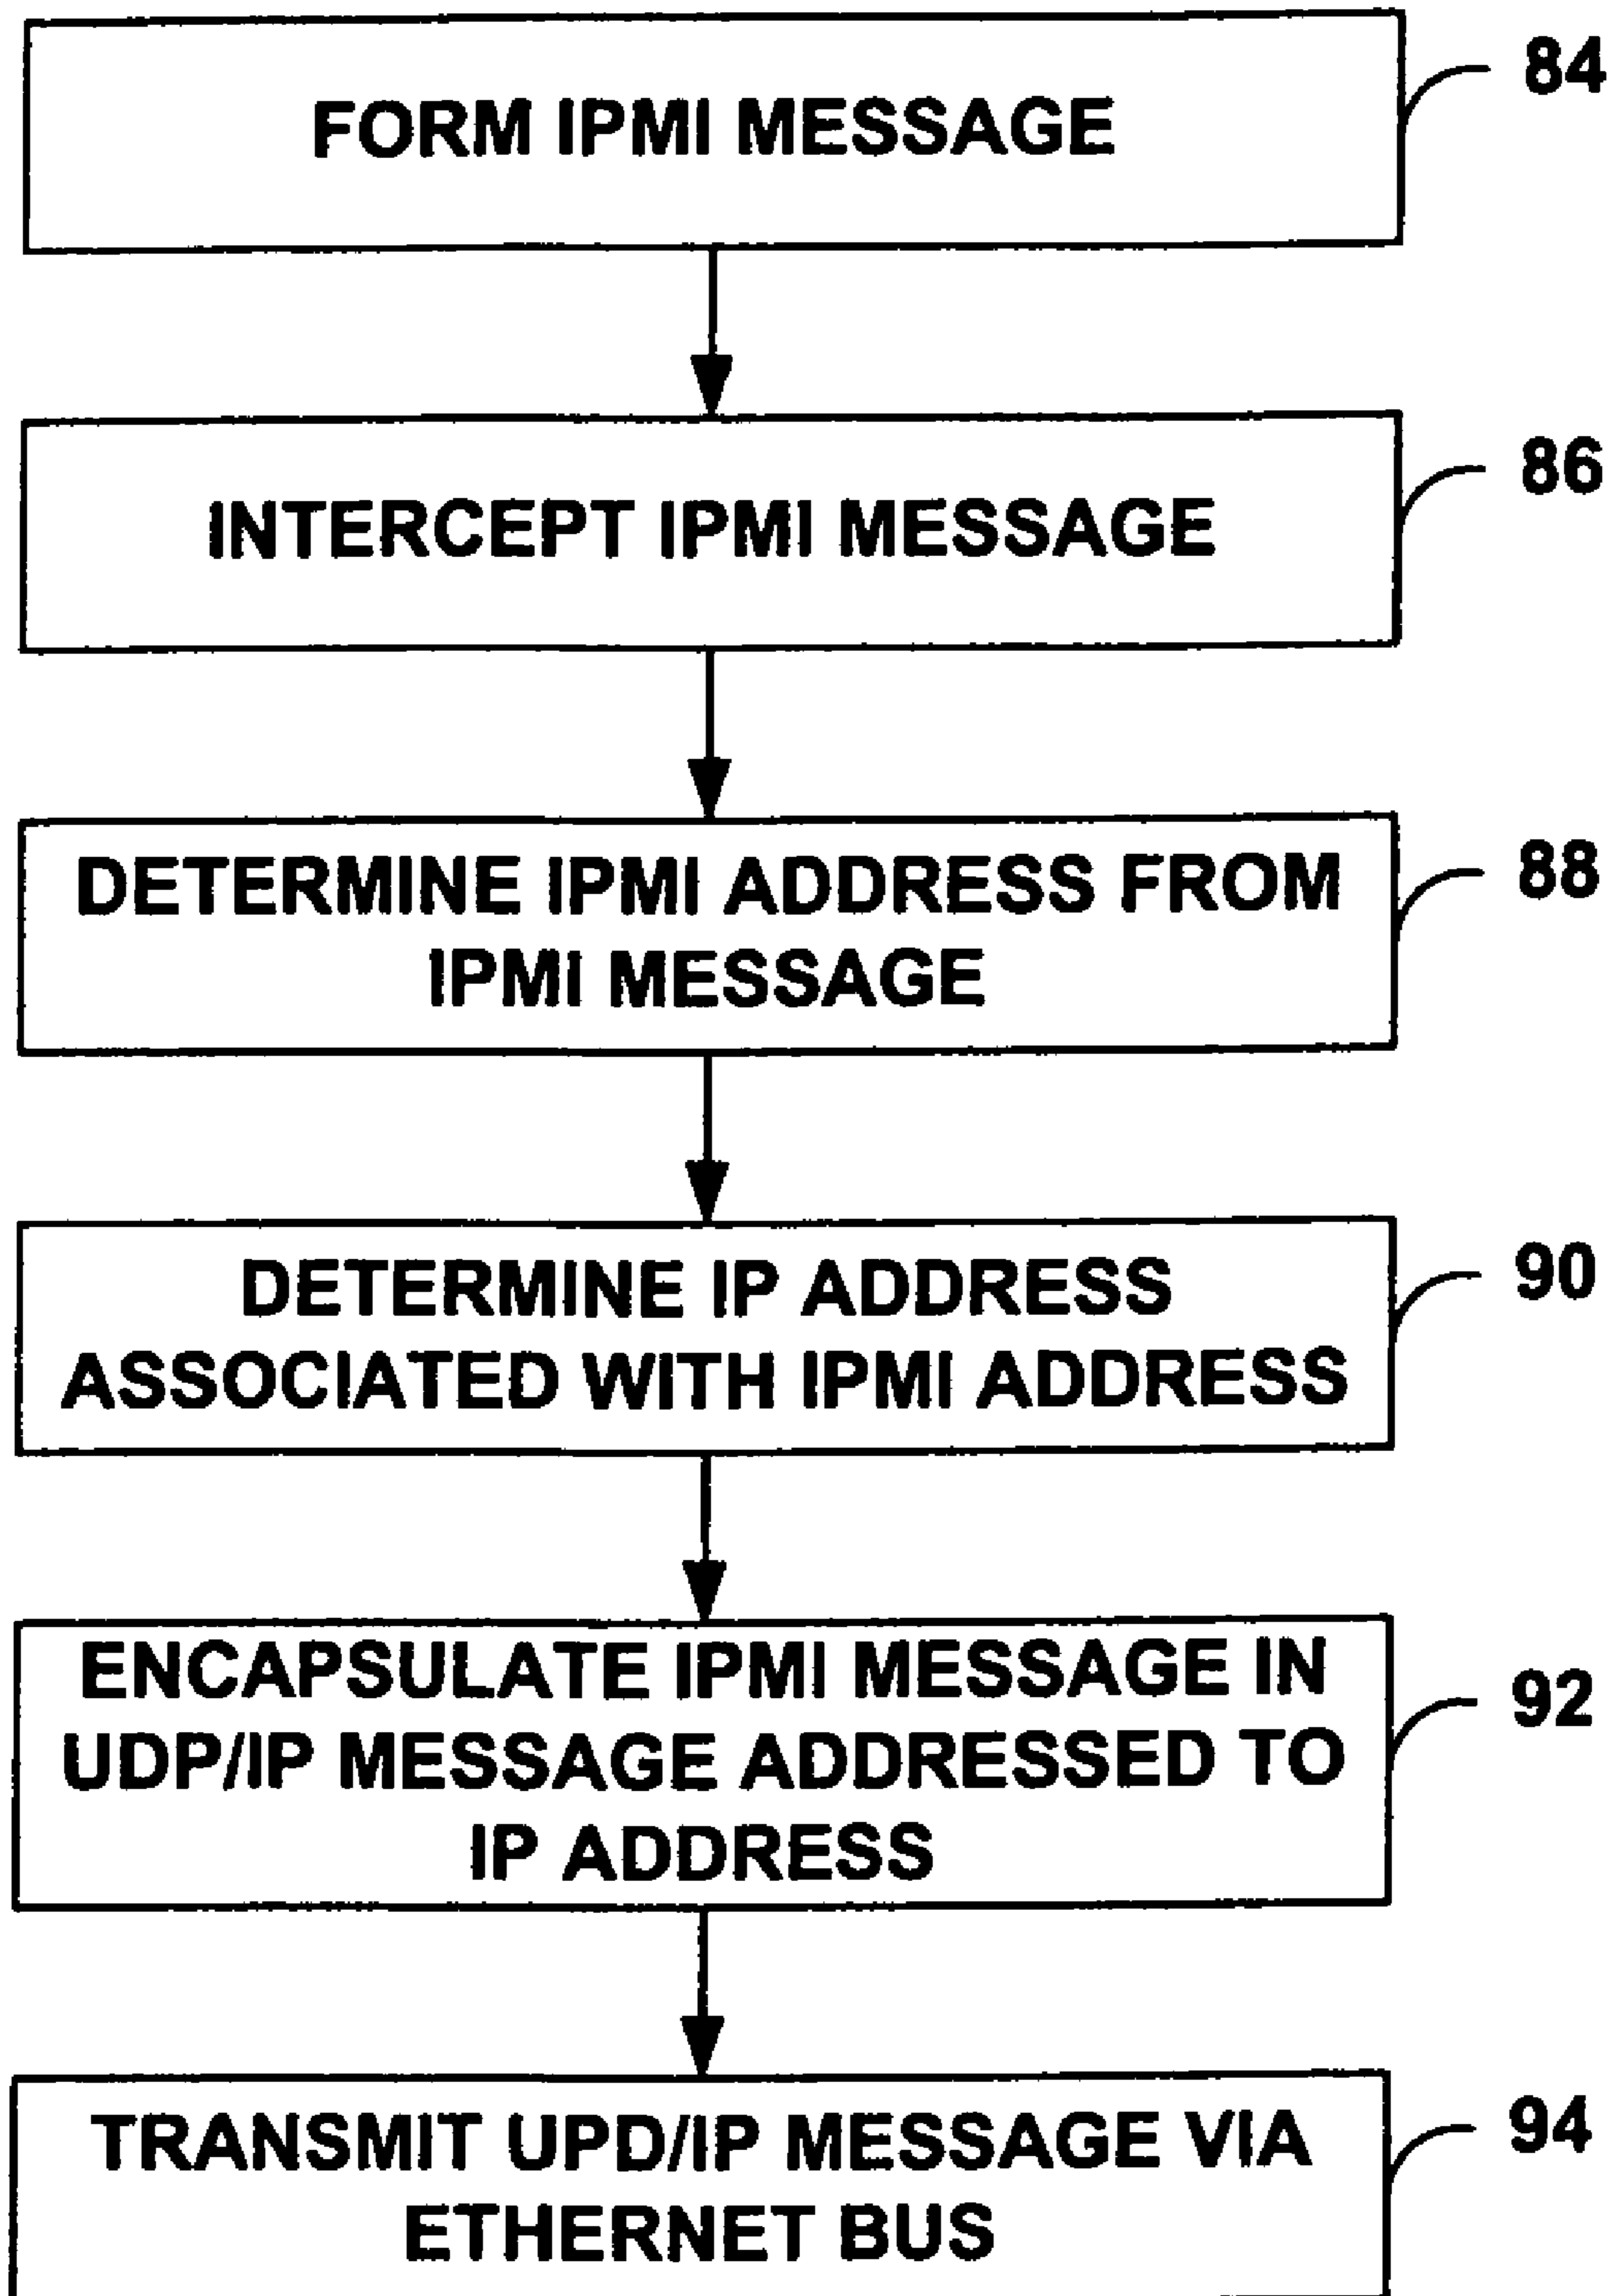 FORM IPMI MESSAGE
84
INTERCEPT IPMI MESSAGE
86
DETERMINE IPMI ADDRESS FROM
IPMI MESSAGE
88
DETERMINE IP ADDRESS
ASSOCIATED WITH IPMI ADDRESS
90
ENCAPSULATE IPMI MESSAGE IN
UDP/IP MESSAGE ADDRESSED TO
IP ADDRESS
92
TRANSMIT UPD/IP MESSAGE VIA
ETHERNET BUS
94